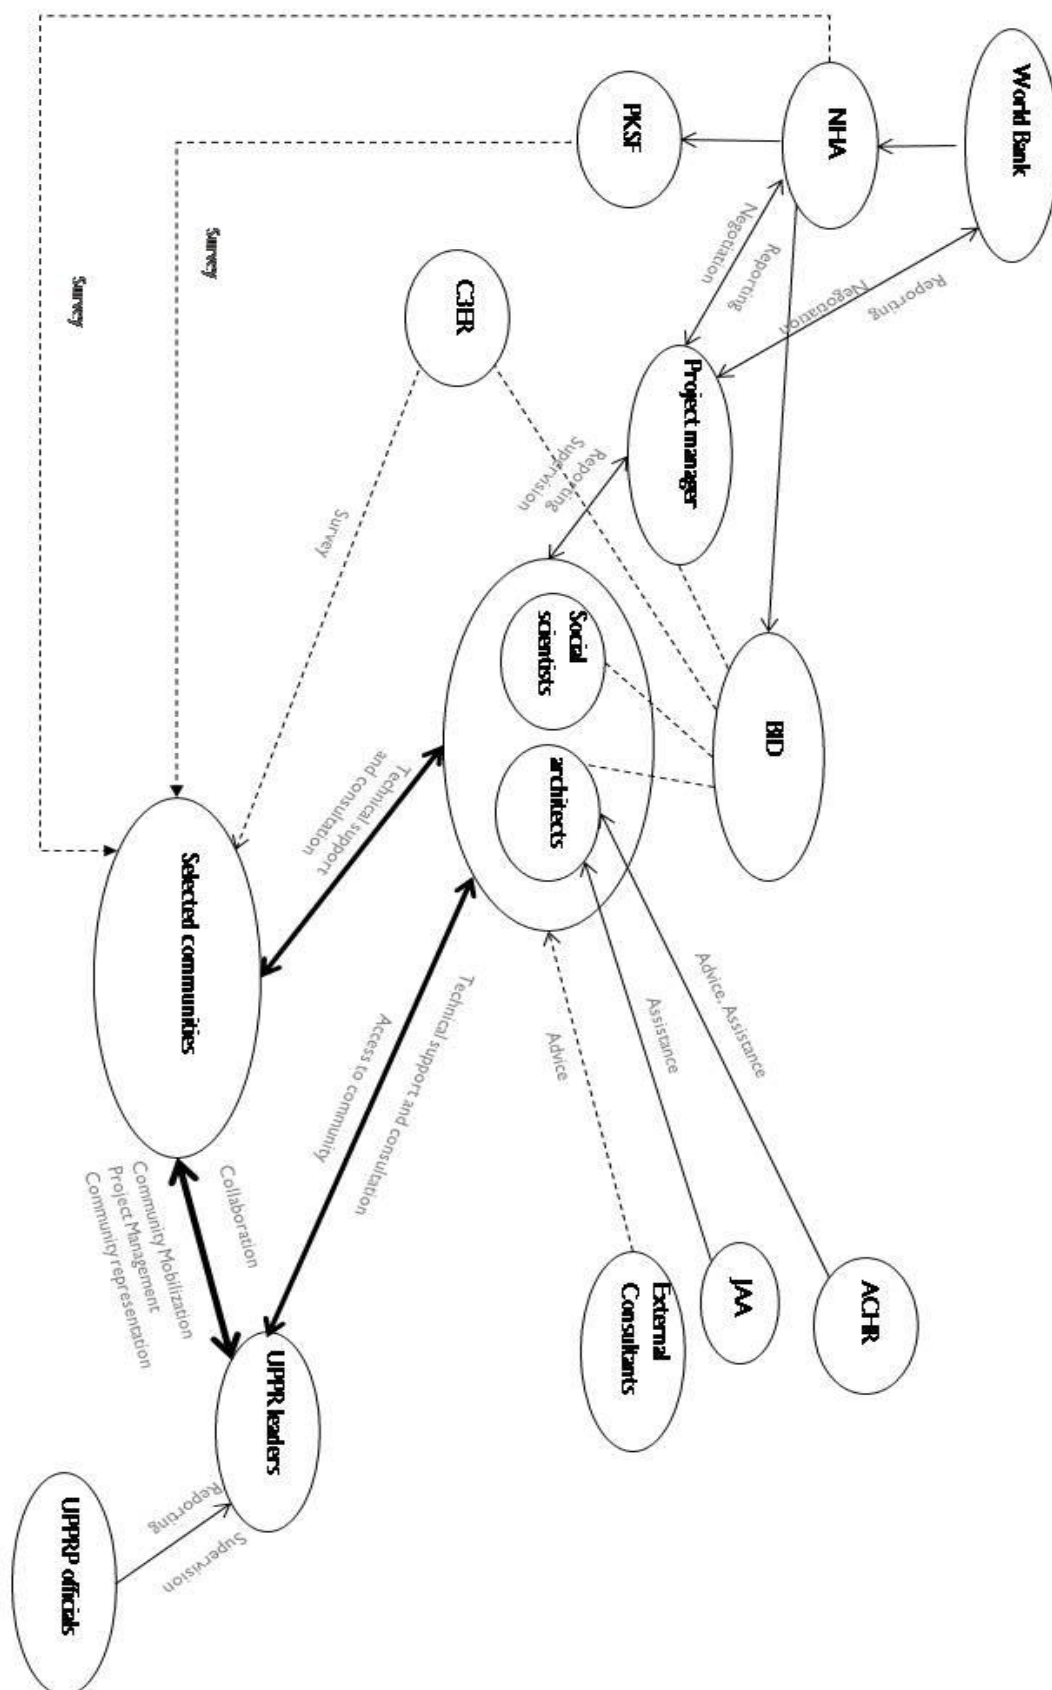 World Bank
NHA
PKSF
Negotiation
Reporting
Negotiation
Reporting
Project manager
BID
C3ER
Supervision
Reporting
Social
scientists
architects
Advice, Assistance
Assistance
Advice
ACHR
JAA
External
Consultants
Survey
Survey
Survey
Technical support
and consultation
Technical support and consultation
Access to community
Selected communities
Collaboration
Community Mobilization
Project Management
Community representation
UPPR leaders
Reporting
Supervision
UPPRP officials